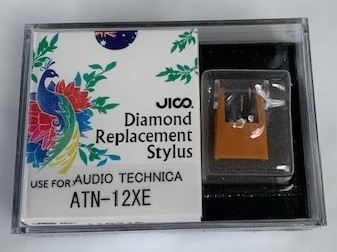 JICO
Diamond
Replacement
Stylus
USE FOR AUDIO TECHNICA
ATN-12XE